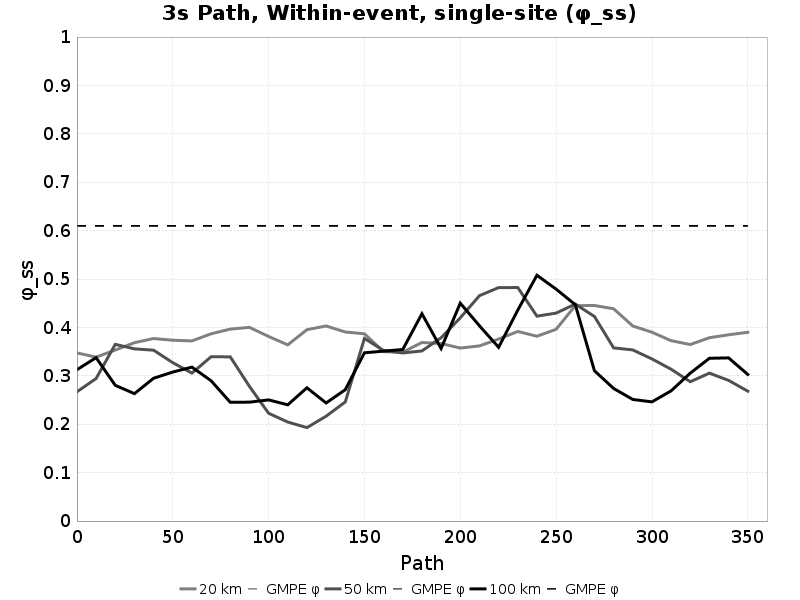 3s Path, Within-event, single-site (φ_ss)
1
0.9
0.8
0.7
0.6
0.5
0.4
0.3
0.2
0.1
0
φ_ss
0 50 100 150 200 250 300 350
Path
20 km GMPE φ 50 km GMPE φ 100 km GMPE φ